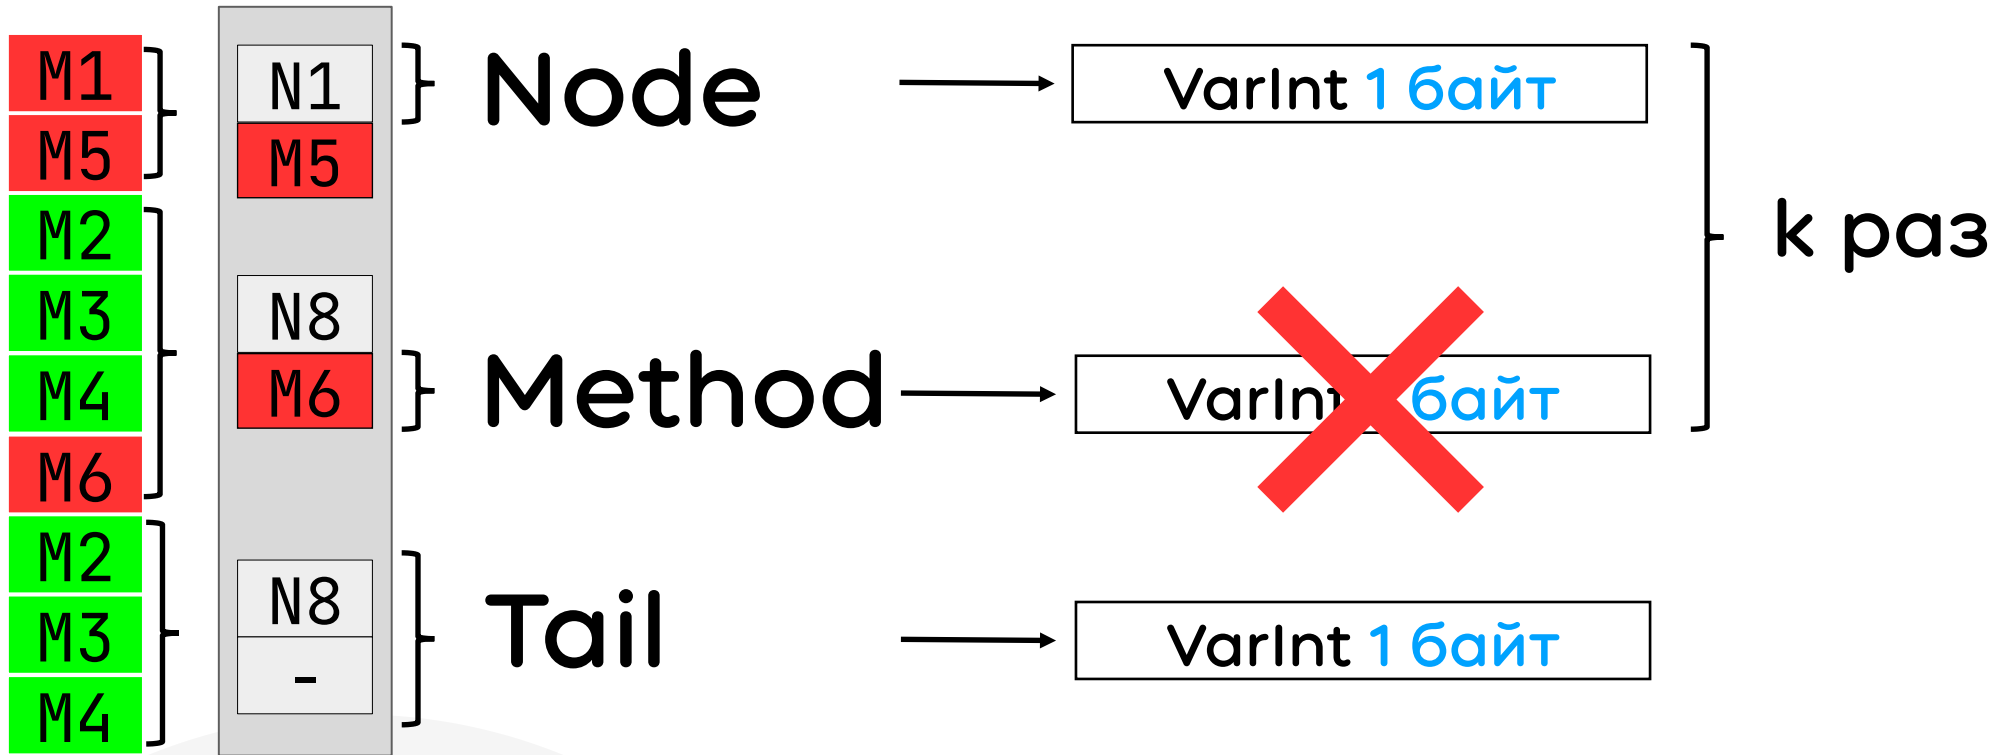 M1
M5
M2
M3
M4
M6
M2
M3
M4
N1
M5
N8
M6
N8
-
Node
Method
Tail
VarInt 1 байт
VarInt байт
VarInt 1 байт
k раз